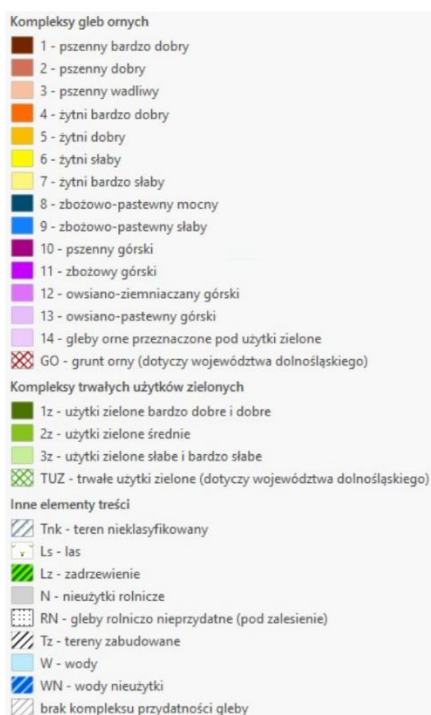 Kompleksy gleb ornych
1 - pszenny bardzo dobry
2 - pszenny dobry
3 - pszenny wadliwy
4 - żytni bardzo dobry
5 - żytni dobry
6 - żytni słaby
7 - żytni bardzo słaby
8 - zbożowo-pastewny mocny
9 - zbożowo-pastewny słaby
10 - pszenny górski
11 - zbożowy górski
12 - owsiano-ziemniaczany górski
13 - owsiano-pastewny górski
14 - gleby orne przeznaczone pod użytki zielone
GO - grunt orny (dotyczy województwa dolnośląskiego)
Kompleksy trwałych użytków zielonych
1z - użytki zielone bardzo dobre i dobre
2z - użytki zielone średnie
3z - użytki zielone słabe i bardzo słabe
TUZ - trwałe użytki zielone (dotyczy województwa dolnośląskiego)
Inne elementy treści
Tnk - teren nieklasyfikowany
Ls - las
Lz - zadrzewienie
N - nieużytki rolnicze
RN - gleby rolniczo nieprzydatne (pod zalesienie)
Tz - tereny zabudowane
W - wody
WN - wody nieużytki
brak kompleksu przydatności gleby